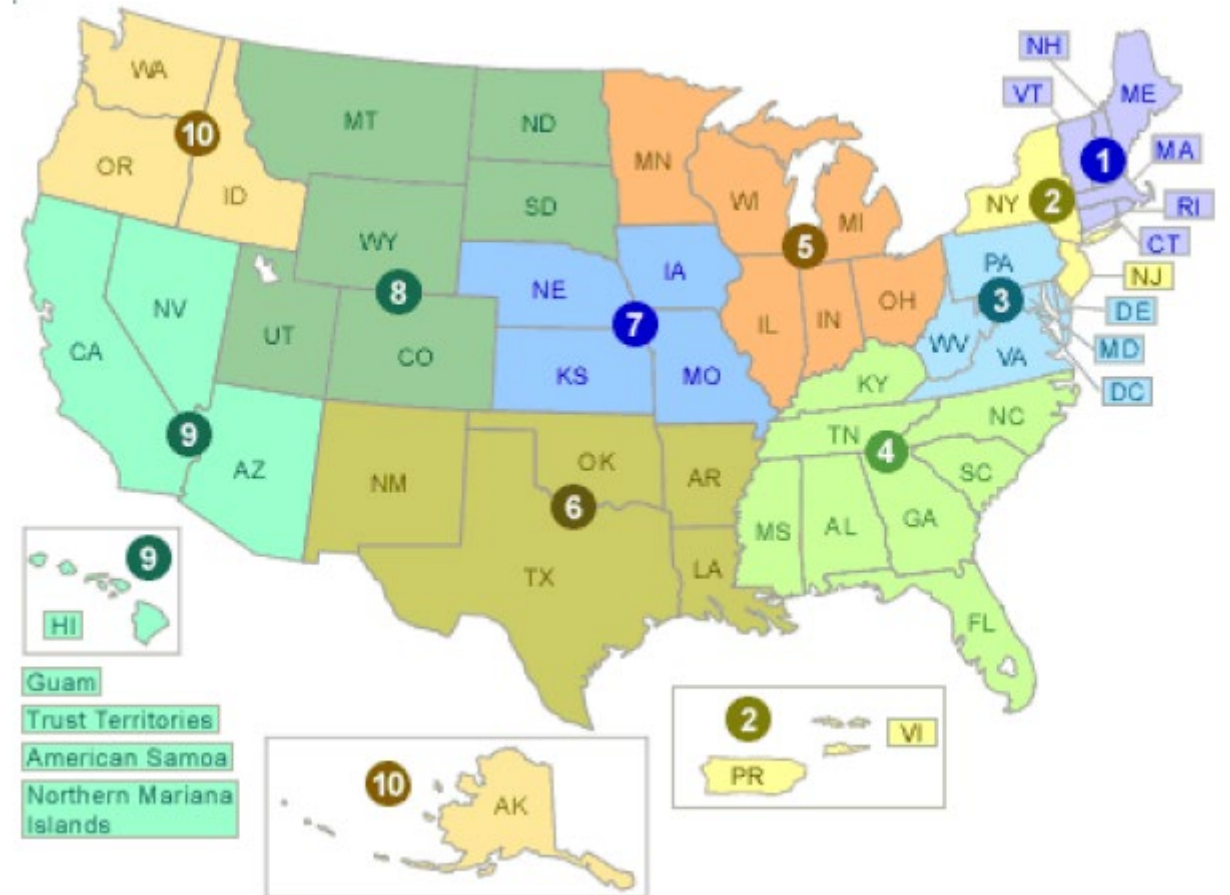 NH
VT
ME
WA
MT
ND
MN
10
1
MA
OR
ID
SD
WI
MI
NY
2
RI
CT
WY
5
PA
NJ
NE
IA
8
3
NV
OH
DE
7
IL
IN
UT
CO
WV
VA
MD
CA
KS
MO
KY
DC
NC
9
TN
4
AZ
NM
OK
AR
SC
6
MS
AL
GA
TX
LA
9
HI
FL
Guam
Trust Territories
2
VI
American Samoa
PR
10
Northern Mariana
Islands
AK